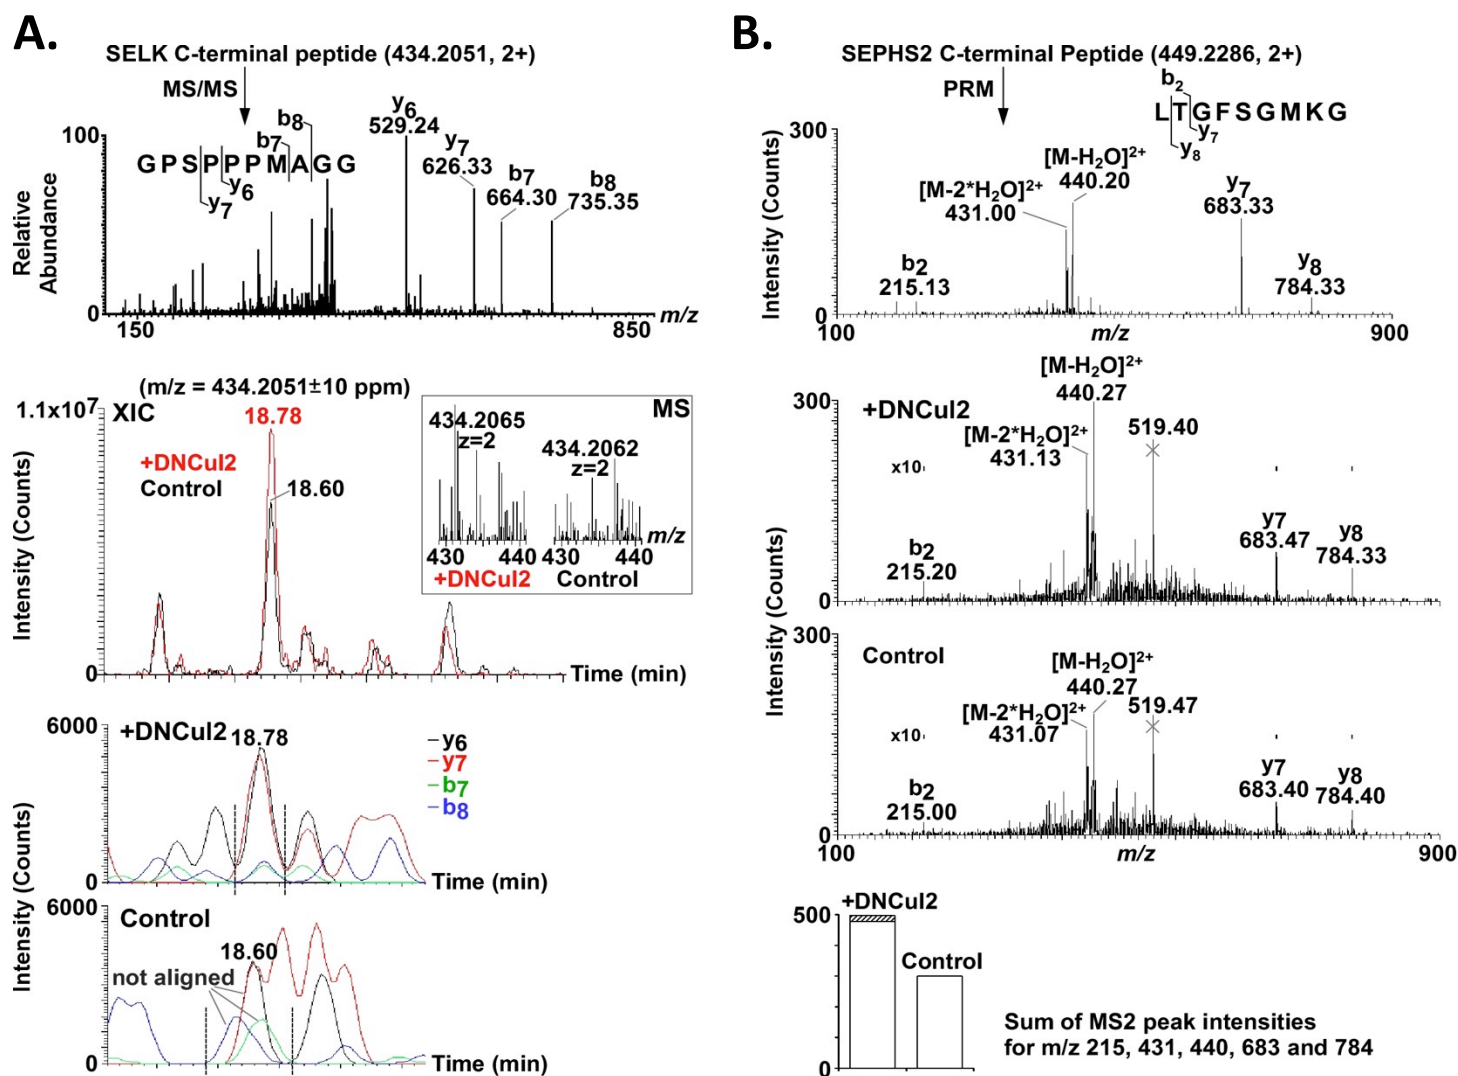 A.
SELK C-terminal peptide (434.2051, 2+)
MS/MS
100
Relative
Abundance
0
GPSPPPMAGG
b7
b8
y6
y7
y6
529.24
y7
626.33
b7
664.30
b8
735.35
150
850
m/z
(m/z = 434.2051±10 ppm)
1.1x10⁷
XIC
18.78
+DNCul2
Control
18.60
Intensity (Counts)
0
Time (min)
MS
434.2065
z=2
434.2062
z=2
m/z
430
440
430
440
+DNCul2
Control
6000
+DNCul2
18.78
y6
y7
b7
b8
0
Time (min)
6000
Control
18.60
not aligned
Intensity (Counts)
0
Time (min)
B.
SEPHS2 C-terminal Peptide (449.2286, 2+)
PRM
b2
LTGFSGMKG
y7
y8
300
Intensity (Counts)
0
[M-H₂O]²⁺
440.20
[M-2*H₂O]²⁺
431.00
b2
215.13
y7
683.33
y8
784.33
100
m/z
900
300
+DNCul2
[M-H₂O]²⁺
440.27
[M-2*H₂O]²⁺
431.13
519.40
x10
b2
215.20
y7
683.47
y8
784.33
0
Intensity (Counts)
300
Control
[M-H₂O]²⁺
440.27
[M-2*H₂O]²⁺
431.07
519.47
x10
b2
215.00
y7
683.40
y8
784.40
0
100
m/z
900
+DNCul2
500
Control
0
Sum of MS2 peak intensities
for m/z 215, 431, 440, 683 and 784